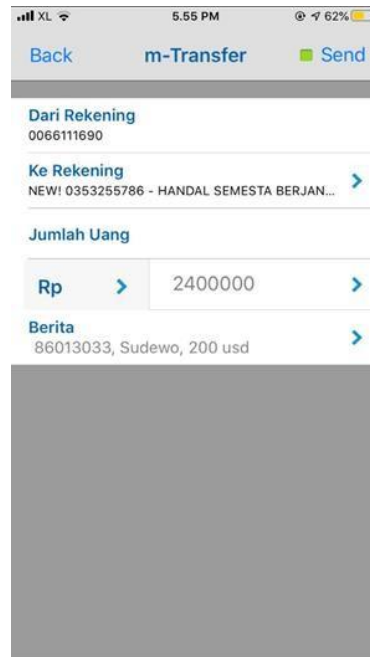 XL 5.55 PM 62%
Back m-Transfer Send
Dari Rekening
0066111690
Ke Rekening
NEW! 0353255786 - HANDAL SEMESTA BERJAN...
Jumlah Uang
Rp 2400000
Berita
86013033, Sudewo, 200 usd